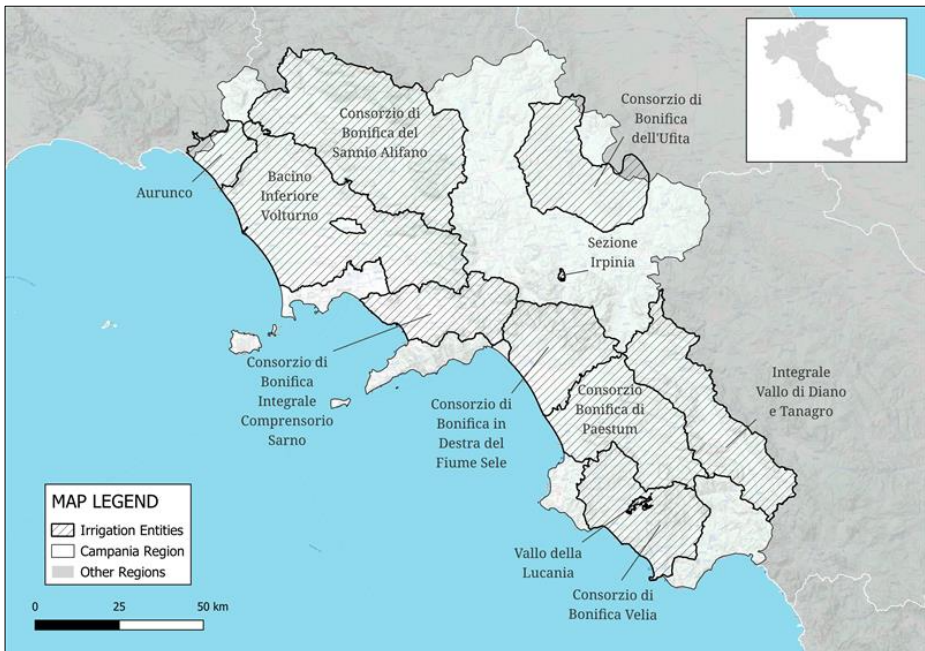 Consorzio di
Bonifica del
Sannio Alifano
Consorzio di
Bonifica
dell'Ufita
Aurunco
Bacino
Inferiore
Volturno
Sezione
Irpinia
Consorzio di
Bonifica
Integrale
Comprensorio
Sarno
Consorzio di
Bonifica in
Destra del
Fiume Sele
Consorzio
Bonifica di
Paestum
Integrale
Vallo di Diano
e Tanagro
Vallo della
Lucania
Consorzio di
Bonifica Velia
MAP LEGEND
Irrigation Entities
Campania Region
Other Regions
0 25 50 km